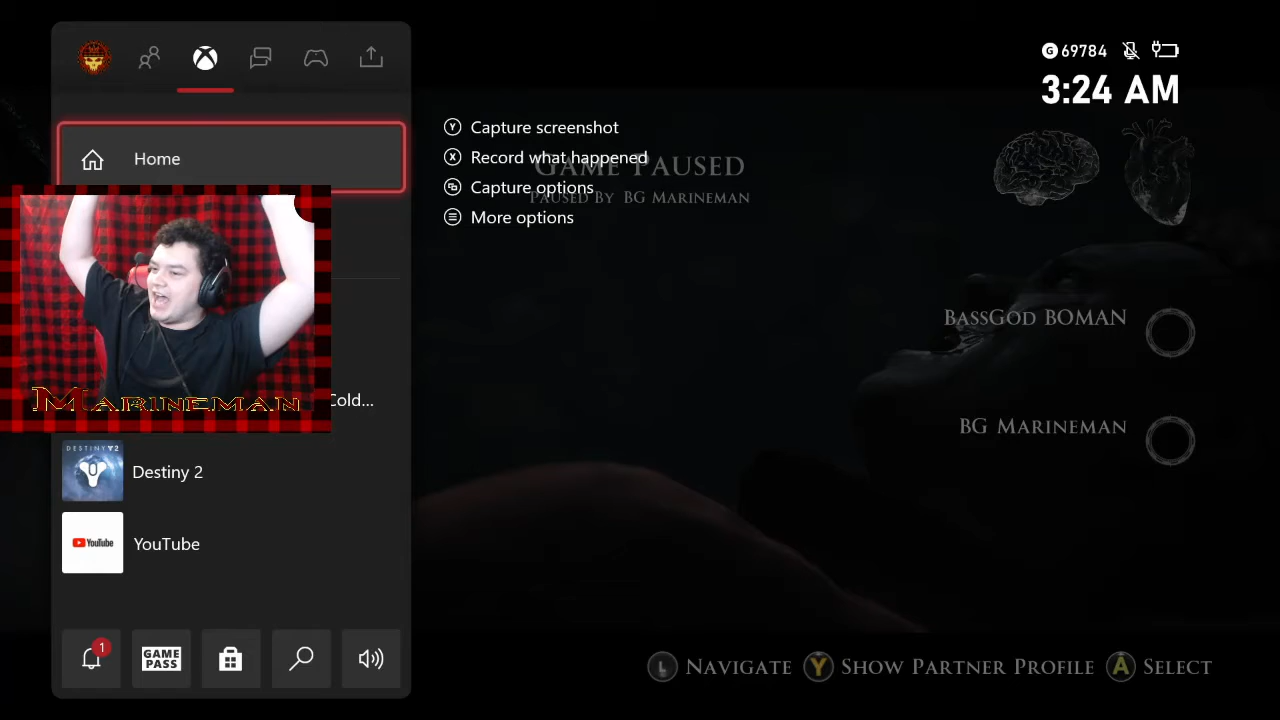 69784
3:24 AM
Home
Capture screenshot
Record what happened
Capture options
More options
GAME PAUSED
PAUSED BY BG MARINEMAN
BASSGOD BOMAN
BG MARINEMAN
MARINEMAN
Cold...
DESTINY 2
Destiny 2
YouTube
YouTube
1
GAME PASS
L NAVIGATE Y SHOW PARTNER PROFILE A SELECT